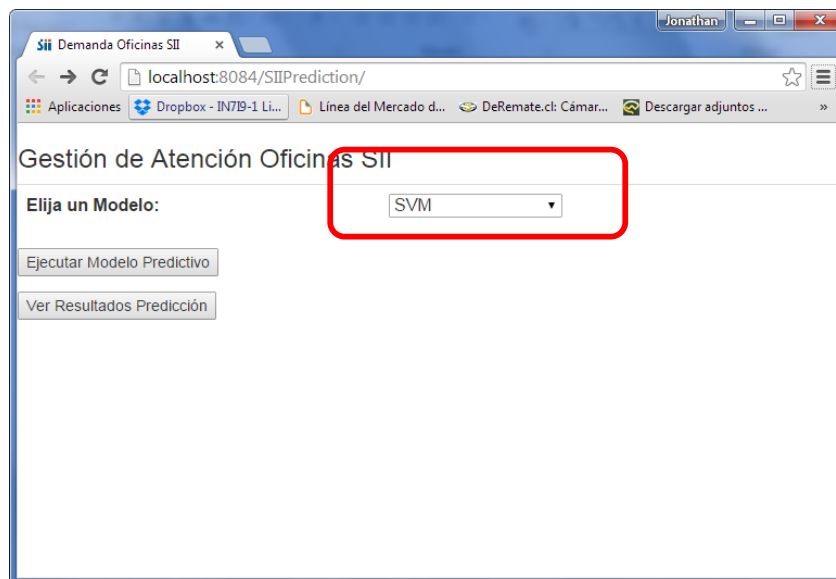 Jonathan
Sii Demanda Oficinas SII
localhost:8084/SIIPrediction/
Aplicaciones Dropbox - IN7I9-1 Li... Línea del Mercado d... DeRemate.cl: Cámar... Descargar adjuntos ... »
Gestión de Atención Oficinas SII
Elija un Modelo: SVM
Ejecutar Modelo Predictivo
Ver Resultados Predicción